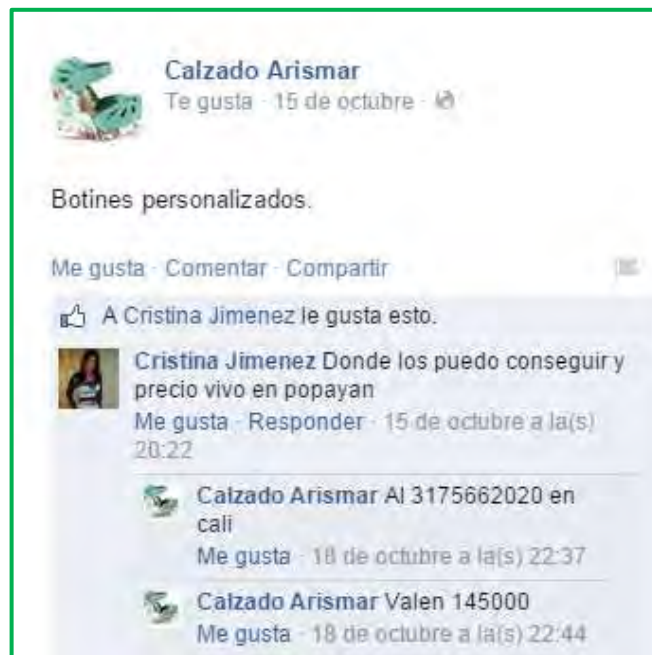 Calzado Arismar
Te gusta · 15 de octubre ·
Botines personalizados.
Me gusta · Comentar · Compartir
A Cristina Jimenez le gusta esto.
Cristina Jimenez Donde los puedo conseguir y
precio vivo en popayan
Me gusta · Responder · 15 de octubre a la(s)
20:22
Calzado Arismar Al 3175662020 en
cali
Me gusta · 18 de octubre a la(s) 22:37
Calzado Arismar Valen 145000
Me gusta · 18 de octubre a la(s) 22:44